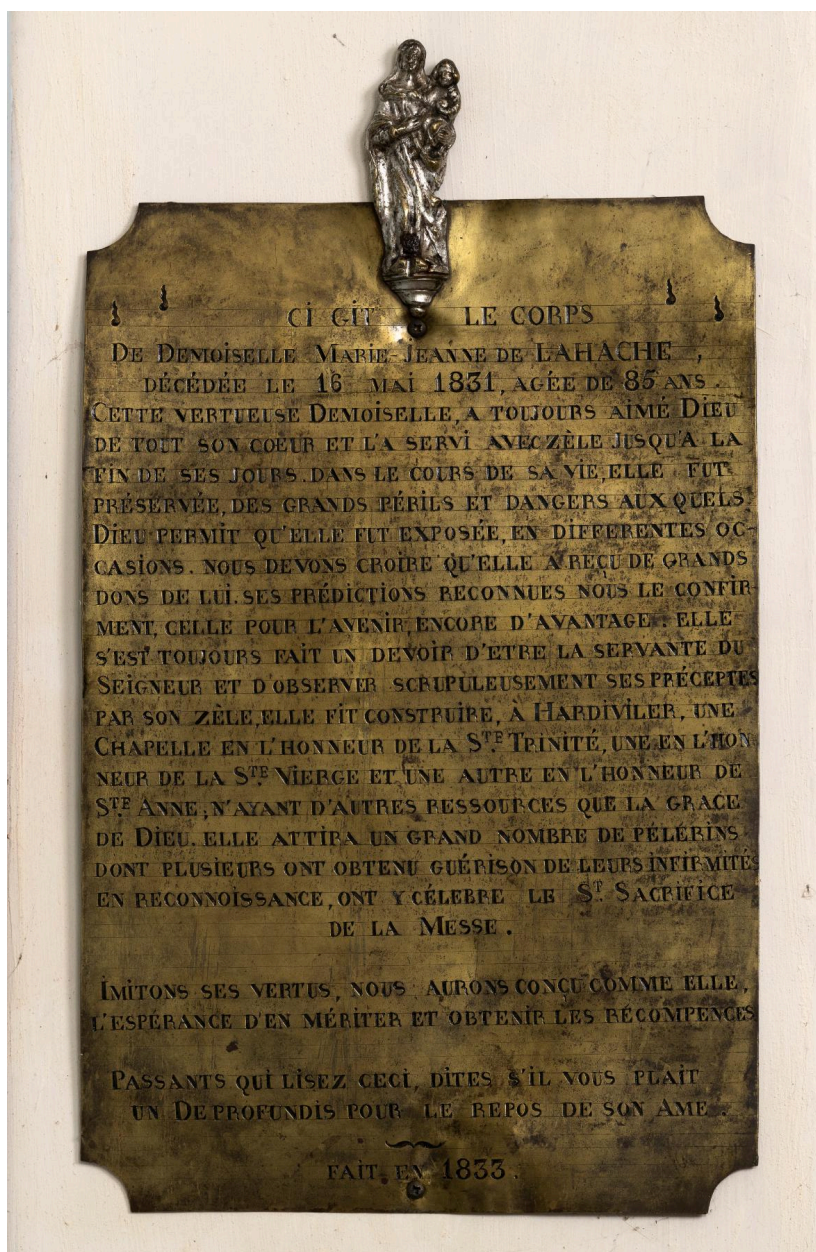 CI GIT LE CORPS
DE DEMOISELLE MARIE-JEANNE DE LAHACHE,
DÉCÉDÉE LE 16 MAI 1831, AGÉE DE 85 ANS.
CETTE VERTUEUSE DEMOISELLE, A TOUJOURS AIMÉ DIEU
DE TOUT SON COEUR ET L'A SERVI AVEC ZÈLE JUSQU'A LA
FIN DE SES JOURS. DANS LE COURS DE SA VIE, ELLE FUT
PRÉSERVÉE, DES GRANDS PÉRILS ET DANGERS AUX QUELS
DIEU PERMIT QU'ELLE FUT EXPOSÉE, EN DIFFERENTES OC-
CASIONS. NOUS DEVONS CROIRE QU'ELLE A REÇU DE GRANDS
DONS DE LUI. SES PRÉDICTIONS RECONNUES NOUS LE CONFIR-
MENT, CELLE POUR L'AVENIR, ENCORE D'AVANTAGE: ELLE
S'EST TOUJOURS FAIT UN DEVOIR D'ETRE LA SERVANTE DU
SEIGNEUR ET D'OBSERVER SCRUPULEUSEMENT SES PRÉCEPTES
PAR SON ZÈLE, ELLE FIT CONSTRUIRE, À HARDIVILER, UNE
CHAPELLE EN L'HONNEUR DE LA STE. TRINITÉ, UNE EN L'HON
NEUR DE LA STE. VIERGE ET UNE AUTRE EN L'HONNEUR DE
STE. ANNE, N'AYANT D'AUTRES RESSOURCES QUE LA GRACE
DE DIEU. ELLE ATTIRA UN GRAND NOMBRE DE PÉLÉRINS
DONT PLUSIEURS ONT OBTENU GUÉRISON DE LEURS INFIRMITÉS
EN RECONNOISSANCE, ONT Y CÉLEBRE LE ST. SACRIFICE
DE LA MESSE.
IMITONS SES VERTUS, NOUS AURONS CONÇU COMME ELLE,
L'ESPÉRANCE D'EN MÉRITER ET OBTENIR LES RÉCOMPENCES
PASSANTS QUI LISEZ CECI, DITES S'IL VOUS PLAIT
UN DE PROFUNDIS POUR LE REPOS DE SON AME.
FAIT EN 1833.